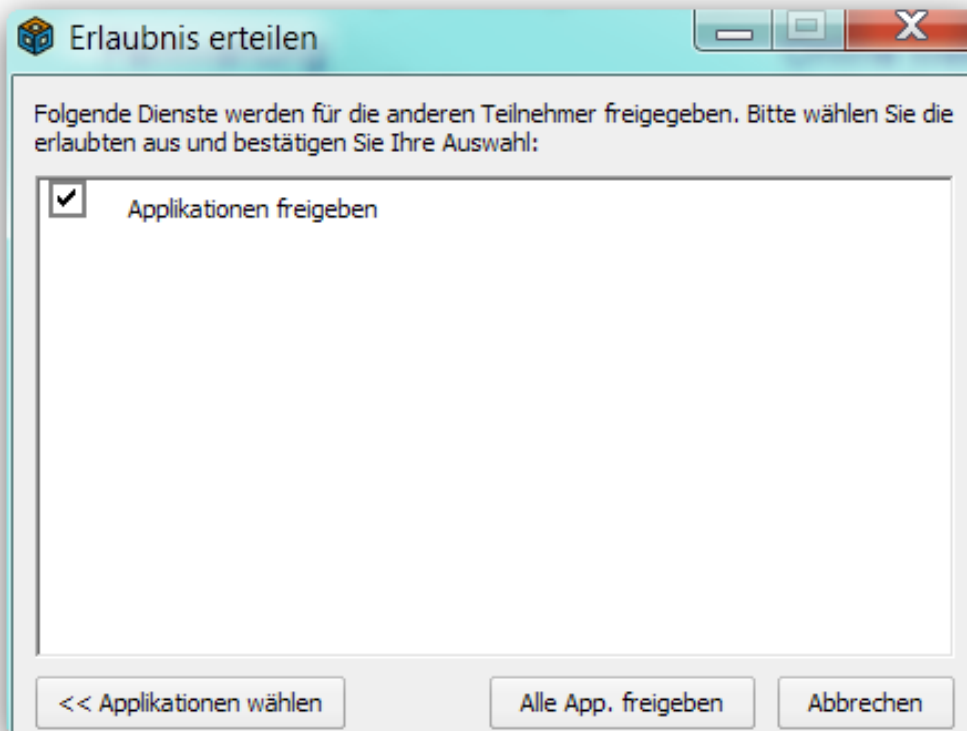 Erlaubnis erteilen
Folgende Dienste werden für die anderen Teilnehmer freigegeben. Bitte wählen Sie die
erlaubten aus und bestätigen Sie Ihre Auswahl:
Applikationen freigeben
<< Applikationen wählen
Alle App. freigeben
Abbrechen